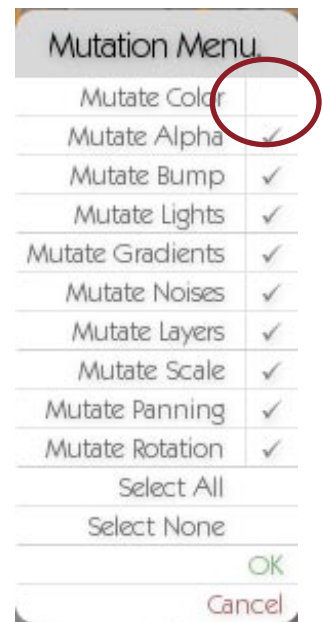 Mutation Menu.
Mutate Color
Mutate Alpha ✓
Mutate Bump ✓
Mutate Lights ✓
Mutate Gradients ✓
Mutate Noises ✓
Mutate Layers ✓
Mutate Scale ✓
Mutate Panning ✓
Mutate Rotation ✓
Select All
Select None
OK
Cancel